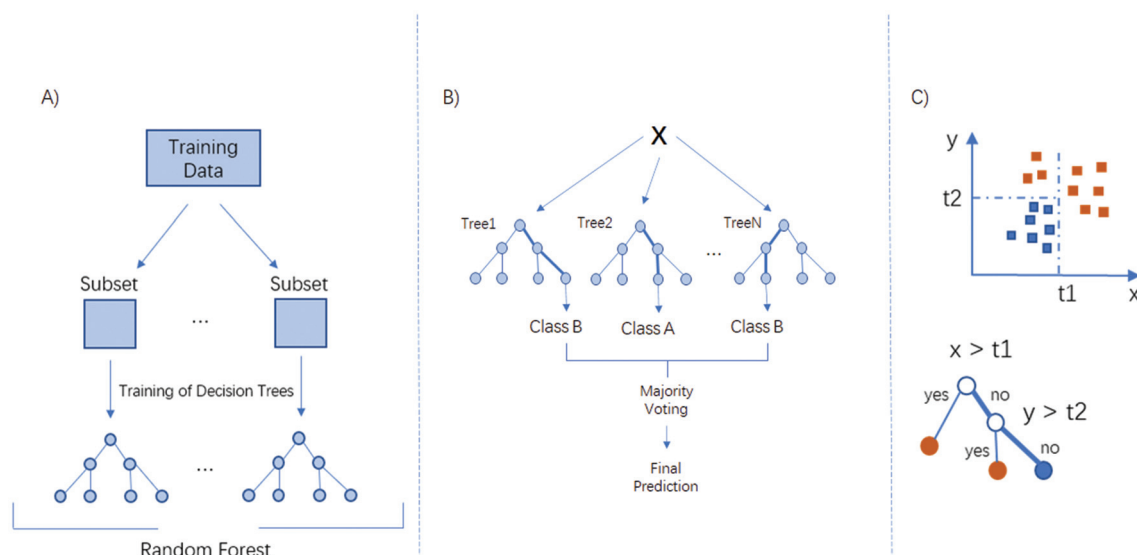 A)
Training
Data
Subset
Subset
...
Training of Decision Trees
...
Random Forest
B)
X
Tree1
Tree2
TreeN
...
Class B
Class A
Class B
Majority
Voting
Final
Prediction
C)
y
t2
t1
x
x > t1
yes
no
y > t2
yes
no